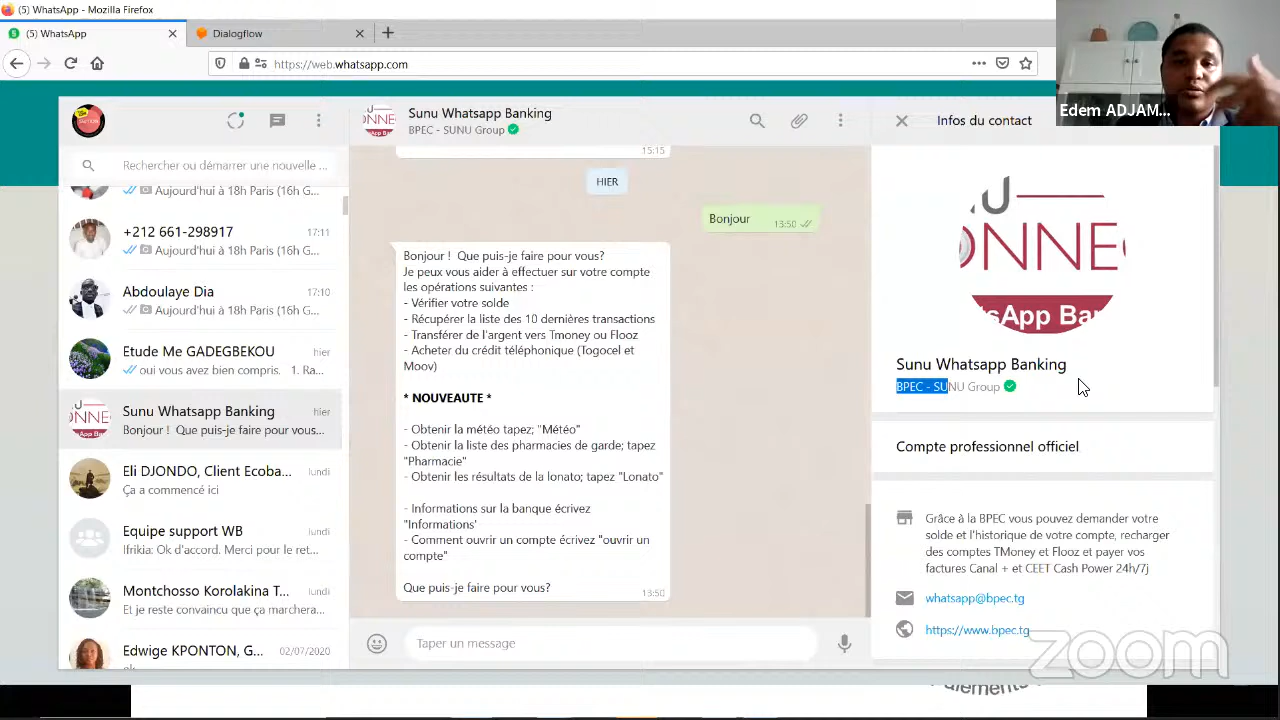 (5) WhatsApp - Mozilla Firefox
(5) WhatsApp
Dialogflow
https://web.whatsapp.com
Edem ADJAM...
Sunu Whatsapp Banking
BPEC - SUNU Group
Infos du contact
Rechercher ou démarrer une nouvelle ...
Aujourd'hui à 18h Paris (16h G...
+212 661-298917
17:11
Aujourd'hui à 18h Paris (16h G...
Abdoulaye Dia
17:10
Aujourd'hui à 18h Paris (16h G...
Etude Me GADEGBEKOU
hier
oui vous avez bien compris. 1. Ra...
Sunu Whatsapp Banking
hier
Bonjour ! Que puis-je faire pour vous...
Eli DJONDO, Client Ecoba...
lundi
Ça a commencé ici
Equipe support WB
lundi
Ifrikia: Ok d'accord. Merci pour le ret...
Montchosso Korolakina T...
lundi
Et je reste convaincu que ça marchera...
Edwige KPONTON, G...
02/07/2020
15:15
HIER
Bonjour
13:50
Bonjour ! Que puis-je faire pour vous?
Je peux vous aider à effectuer sur votre compte
les opérations suivantes :
- Vérifier votre solde
- Récupérer la liste des 10 dernières transactions
- Transférer de l'argent vers Tmoney ou Flooz
- Acheter du crédit téléphonique (Togocel et
Moov)
* NOUVEAUTE *
- Obtenir la météo tapez; "Météo"
- Obtenir la liste des pharmacies de garde; tapez
"Pharmacie"
- Obtenir les résultats de la lonato; tapez "Lonato"
- Informations sur la banque écrivez
"Informations'
- Comment ouvrir un compte écrivez "ouvrir un
compte"
Que puis-je faire pour vous?
13:50
Taper un message
U
ONNE
sApp Ba
Sunu Whatsapp Banking
BPEC - SUNU Group
Compte professionnel officiel
Grâce à la BPEC vous pouvez demander votre
solde et l'historique de votre compte, recharger
des comptes TMoney et Flooz et payer vos
factures Canal + et CEET Cash Power 24h/7j
whatsapp@bpec.tg
https://www.bpec.tg
zoom